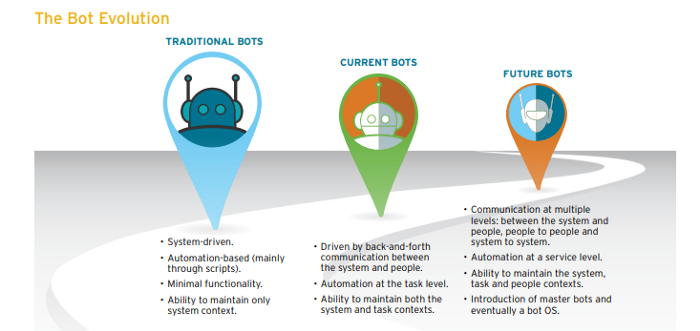 The Bot Evolution
TRADITIONAL BOTS
• System-driven.
• Automation-based (mainly
through scripts).
• Minimal functionality.
• Ability to maintain only
system context.
CURRENT BOTS
• Driven by back-and-forth
communication between
the system and people.
• Automation at the task level.
• Ability to maintain both the
system and task contexts.
FUTURE BOTS
• Communication at multiple
levels: between the system and
people, people to people and
system to system.
• Automation at a service level.
• Ability to maintain the system,
task and people contexts.
• Introduction of master bots and
eventually a bot OS.